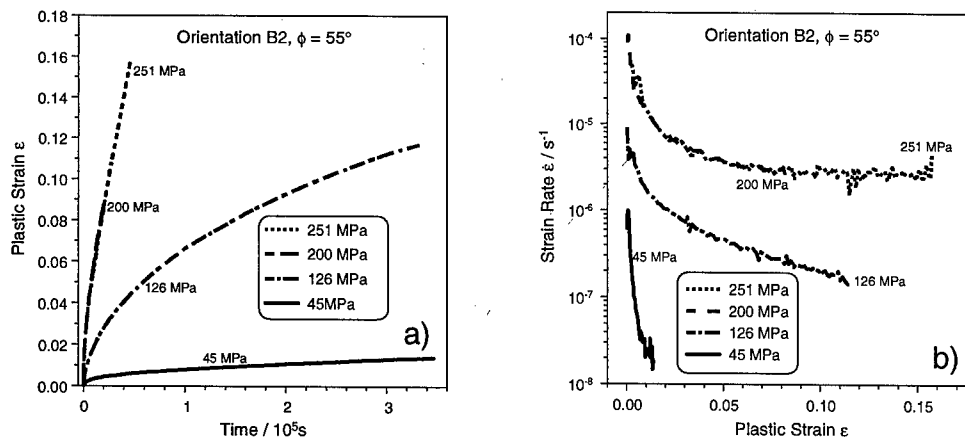 Orientation B2, ϕ = 55°
Plastic Strain ε
0.18
0.16
0.14
0.12
0.10
0.08
0.06
0.04
0.02
0.00
251 MPa
200 MPa
126 MPa
45 MPa
251 MPa
200 MPa
126 MPa
45MPa
a)
0
1
2
3
Time / 10⁵s
Orientation B2, ϕ = 55°
Strain Rate ε̇ / s⁻¹
10⁻⁴
10⁻⁵
10⁻⁶
10⁻⁷
10⁻⁸
251 MPa
200 MPa
45 MPa
126 MPa
251 MPa
200 MPa
126 MPa
45 MPa
b)
0.00
0.05
0.10
0.15
Plastic Strain ε